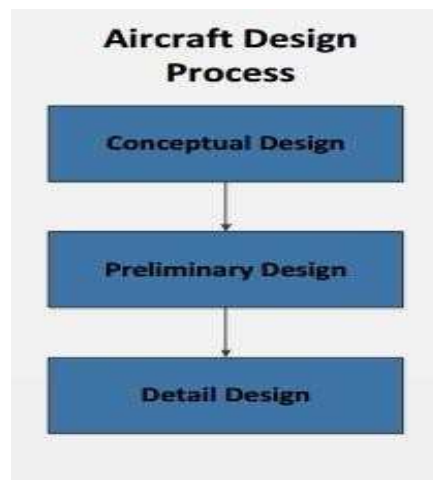 Aircraft Design
Process
Conceptual Design
Preliminary Design
Detail Design